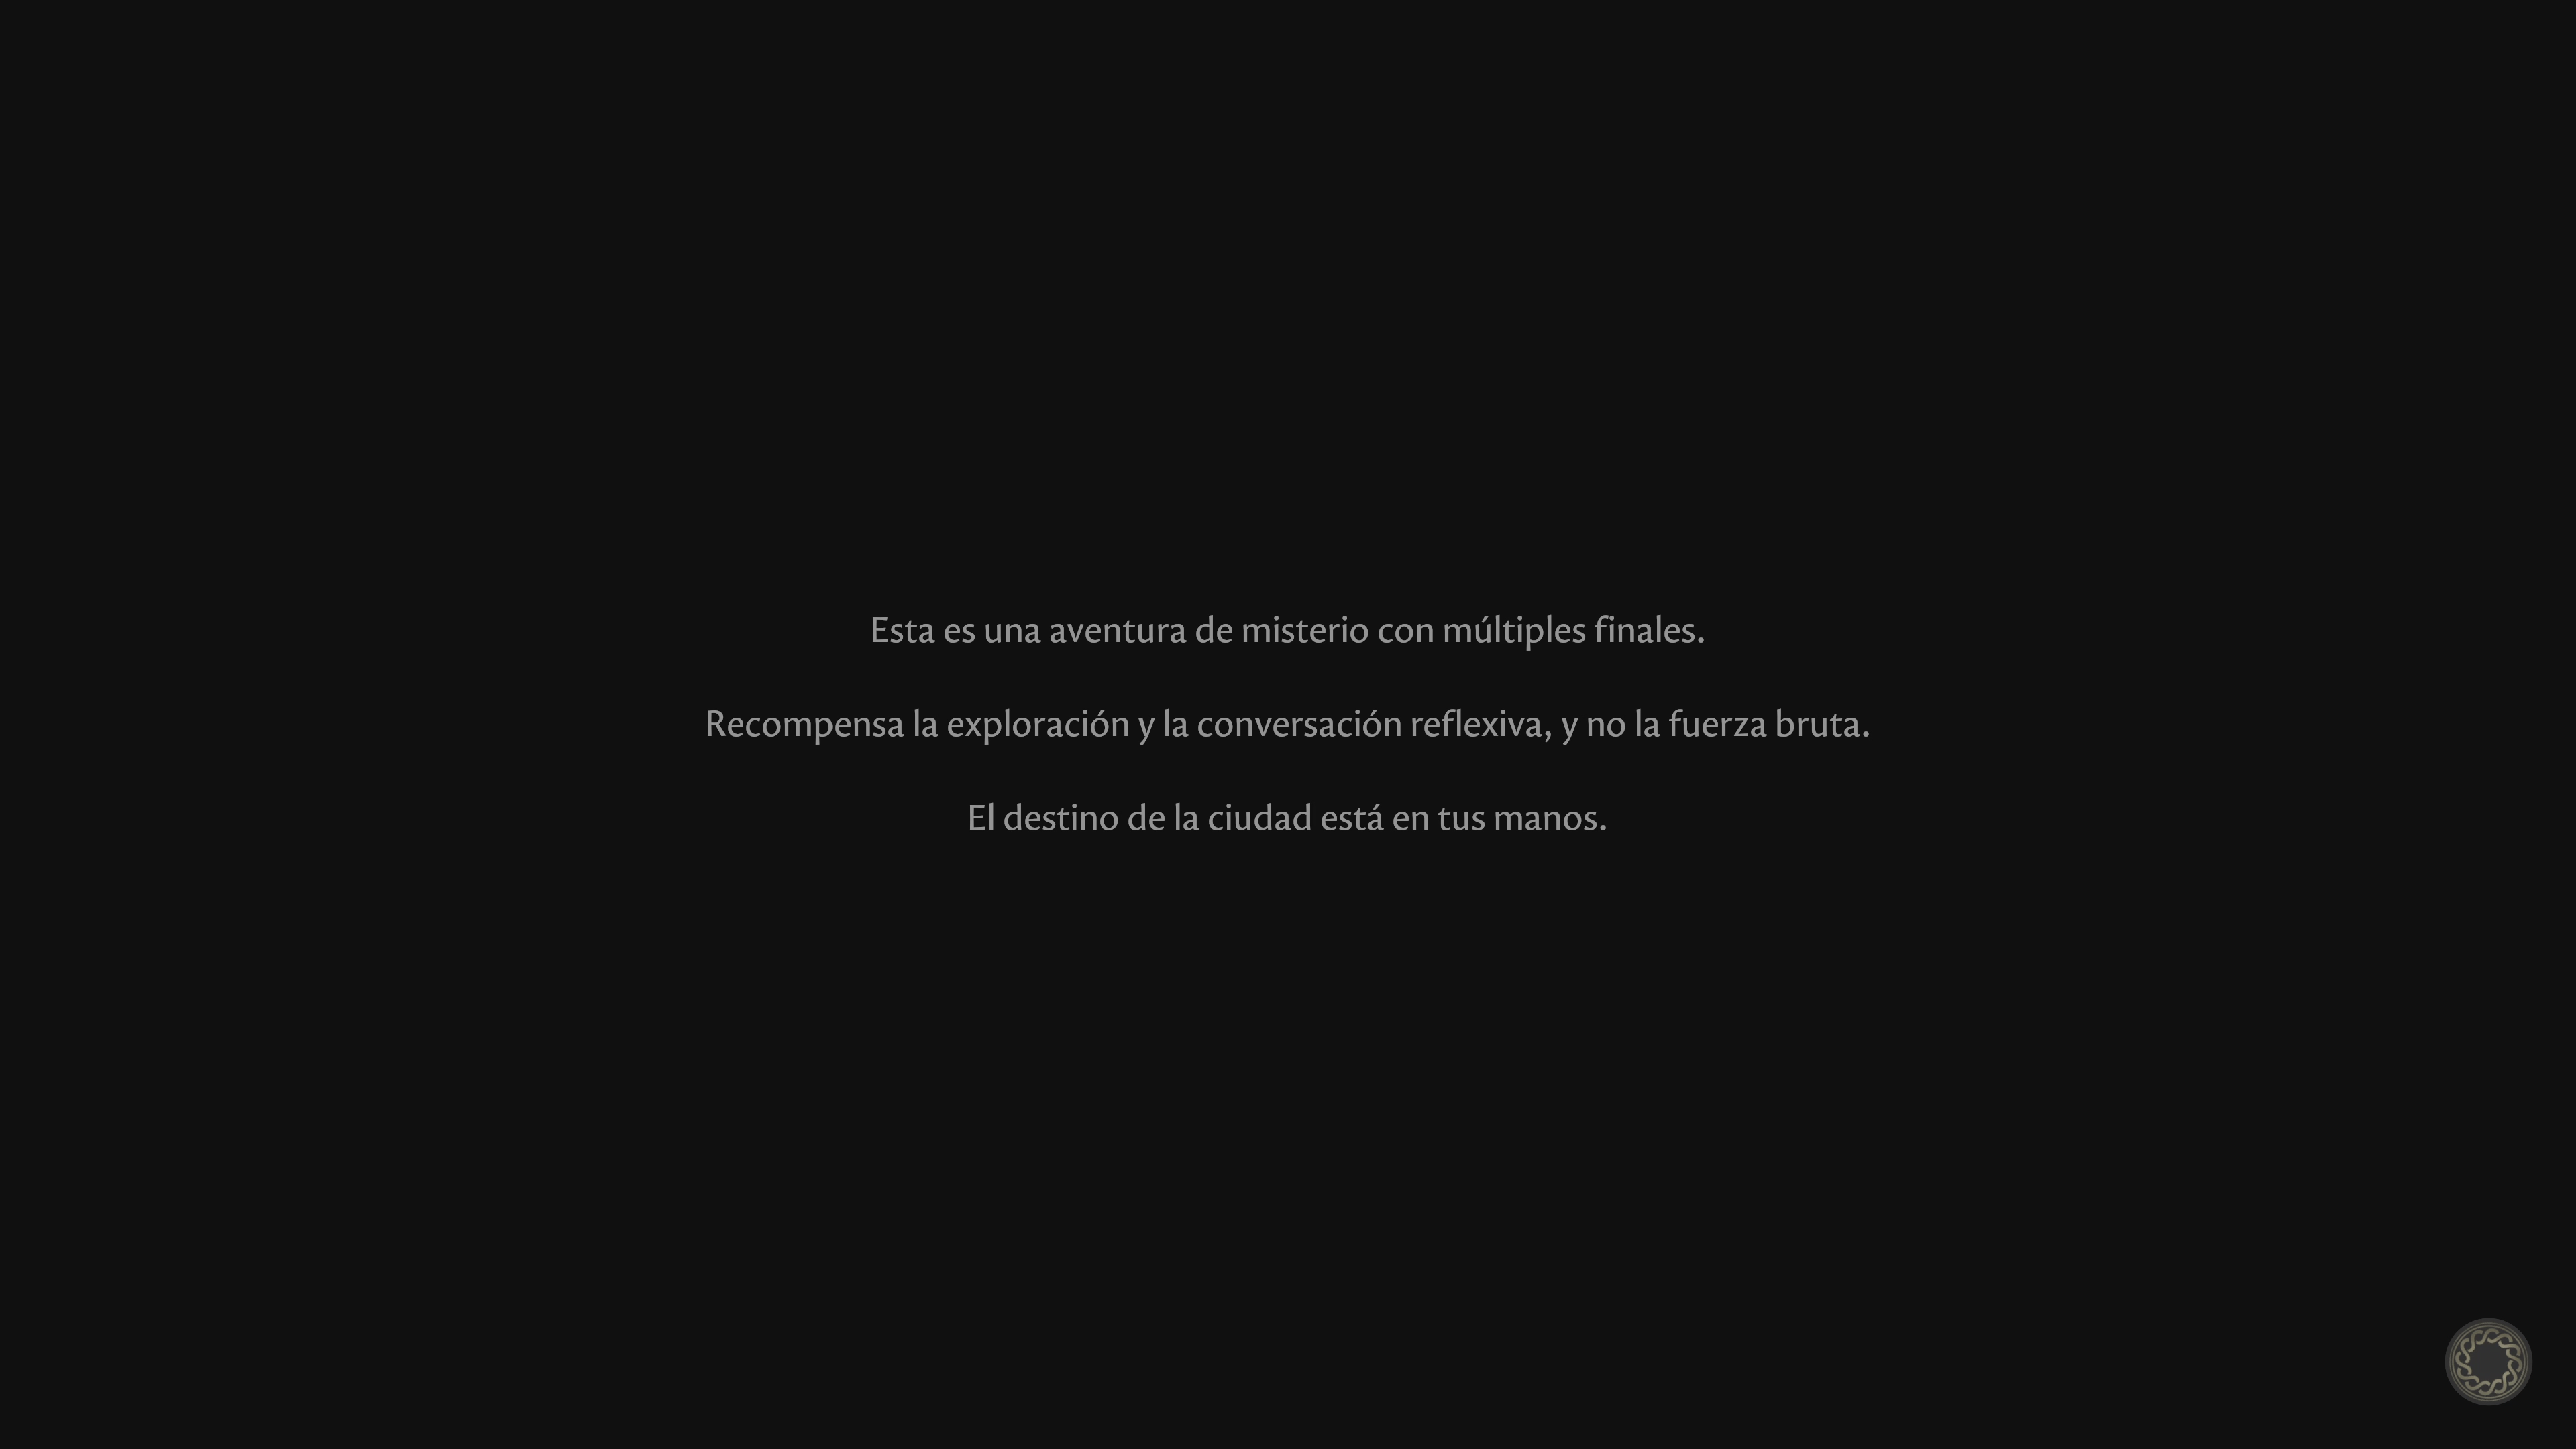 Esta es una aventura de misterio con múltiples finales.
Recompensa la exploración y la conversación reflexiva, y no la fuerza bruta.
El destino de la ciudad está en tus manos.